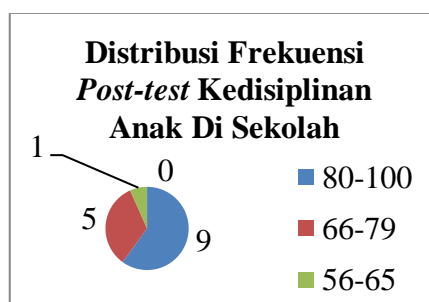 Distribusi Frekuensi
Post-test Kedisiplinan
Anak Di Sekolah
1
0
5
9
80-100
66-79
56-65